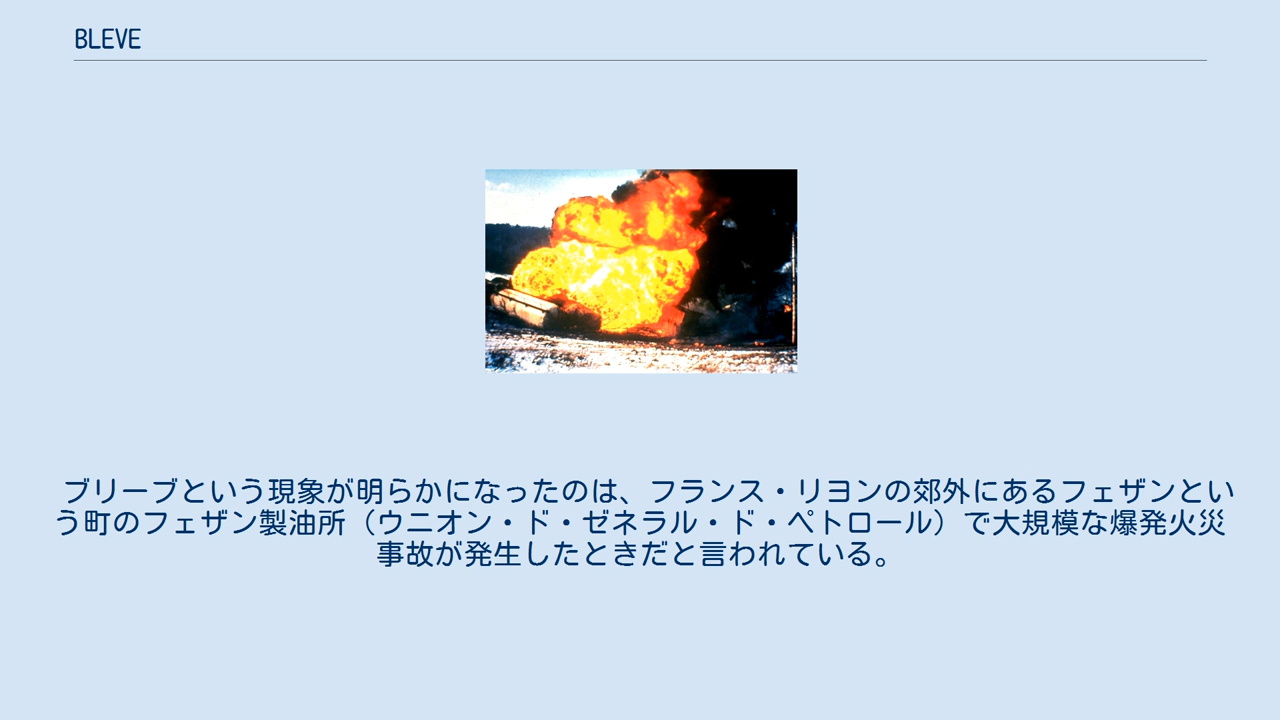 BLEVE
ブリーブという現象が明らかになったのは、フランス・リヨンの郊外にあるフェザンとい
う町のフェザン製油所（ウニオン・ド・ゼネラル・ド・ペトロール）で大規模な爆発火災
事故が発生したときだと言われている。